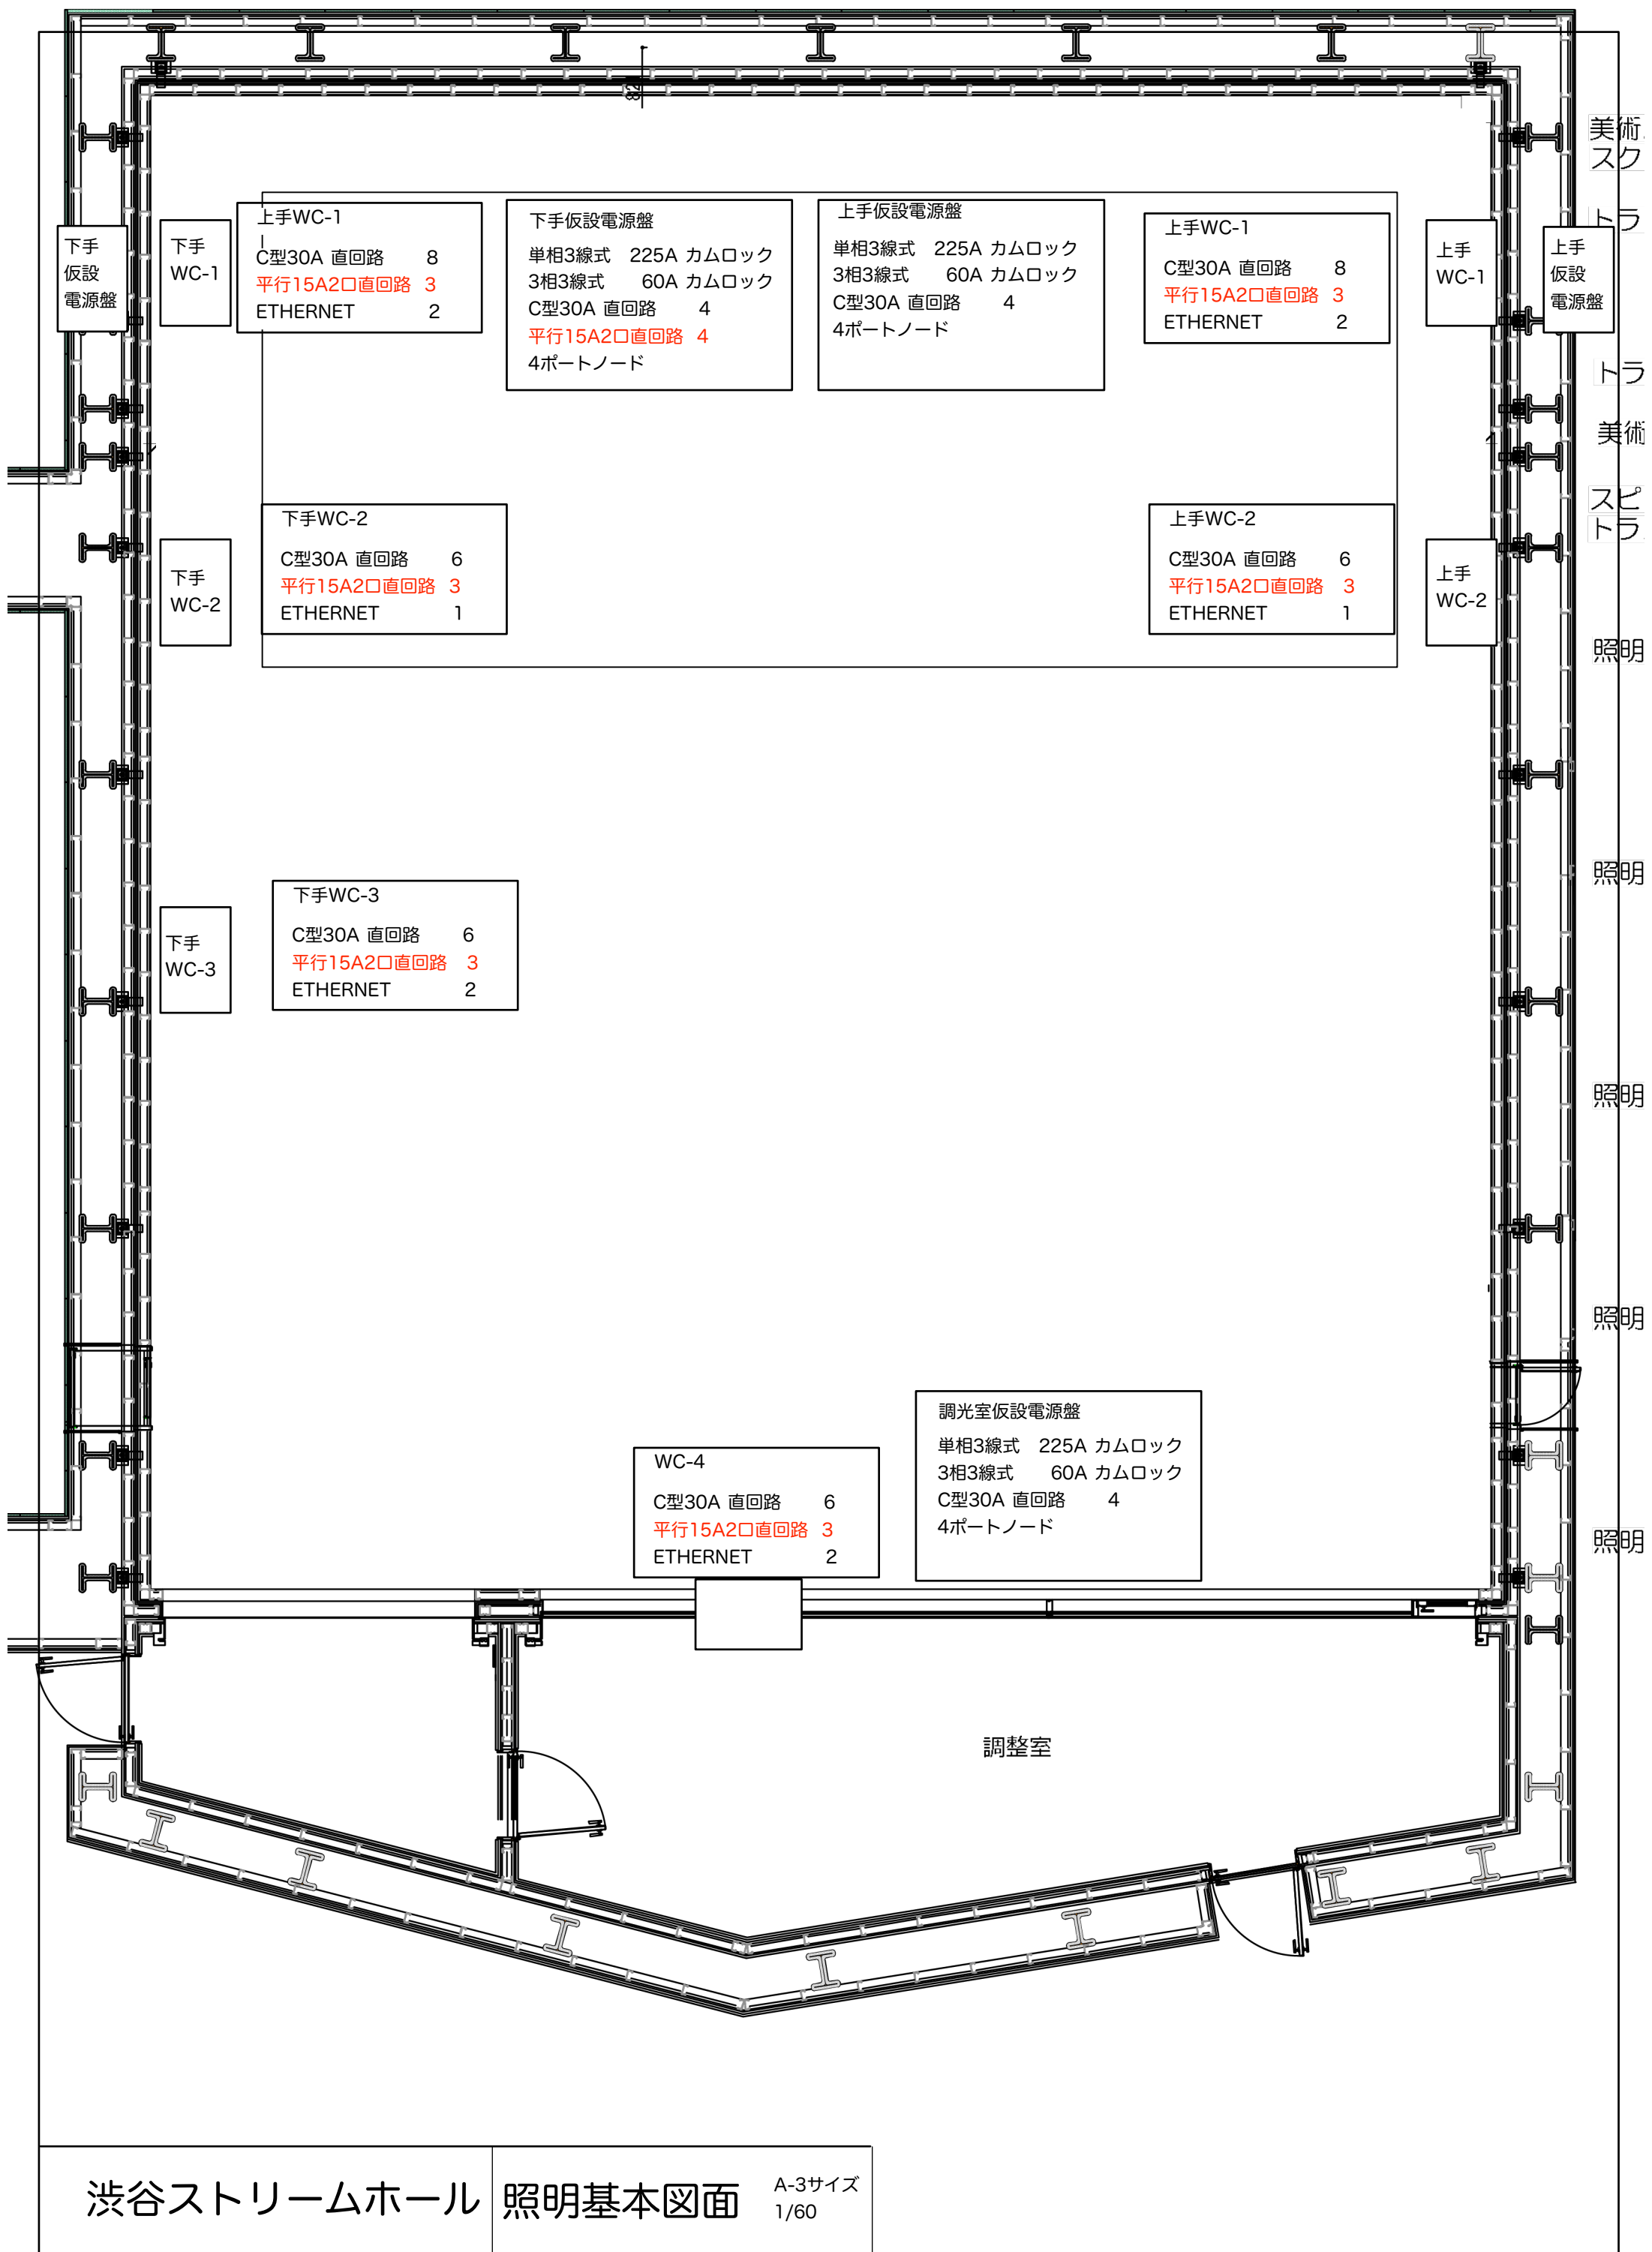 82
美術
スク
トラ
下手
仮設
電源盤
下手
WC-1
上手WC-1
C型30A 直回路 8
平行15A2口直回路 3
ETHERNET 2
下手仮設電源盤
単相3線式 225A カムロック
3相3線式 60A カムロック
C型30A 直回路 4
平行15A2口直回路 4
4ポートノード
上手仮設電源盤
単相3線式 225A カムロック
3相3線式 60A カムロック
C型30A 直回路 4
4ポートノード
上手WC-1
C型30A 直回路 8
平行15A2口直回路 3
ETHERNET 2
上手
WC-1
上手
仮設
電源盤
トラ
美術
スピ
トラ
下手
WC-2
下手WC-2
C型30A 直回路 6
平行15A2口直回路 3
ETHERNET 1
上手WC-2
C型30A 直回路 6
平行15A2口直回路 3
ETHERNET 1
上手
WC-2
照明
照明
下手
WC-3
下手WC-3
C型30A 直回路 6
平行15A2口直回路 3
ETHERNET 2
照明
照明
WC-4
C型30A 直回路 6
平行15A2口直回路 3
ETHERNET 2
調光室仮設電源盤
単相3線式 225A カムロック
3相3線式 60A カムロック
C型30A 直回路 4
4ポートノード
照明
調整室
渋谷ストリームホール
照明基本図面
A-3サイズ
1/60